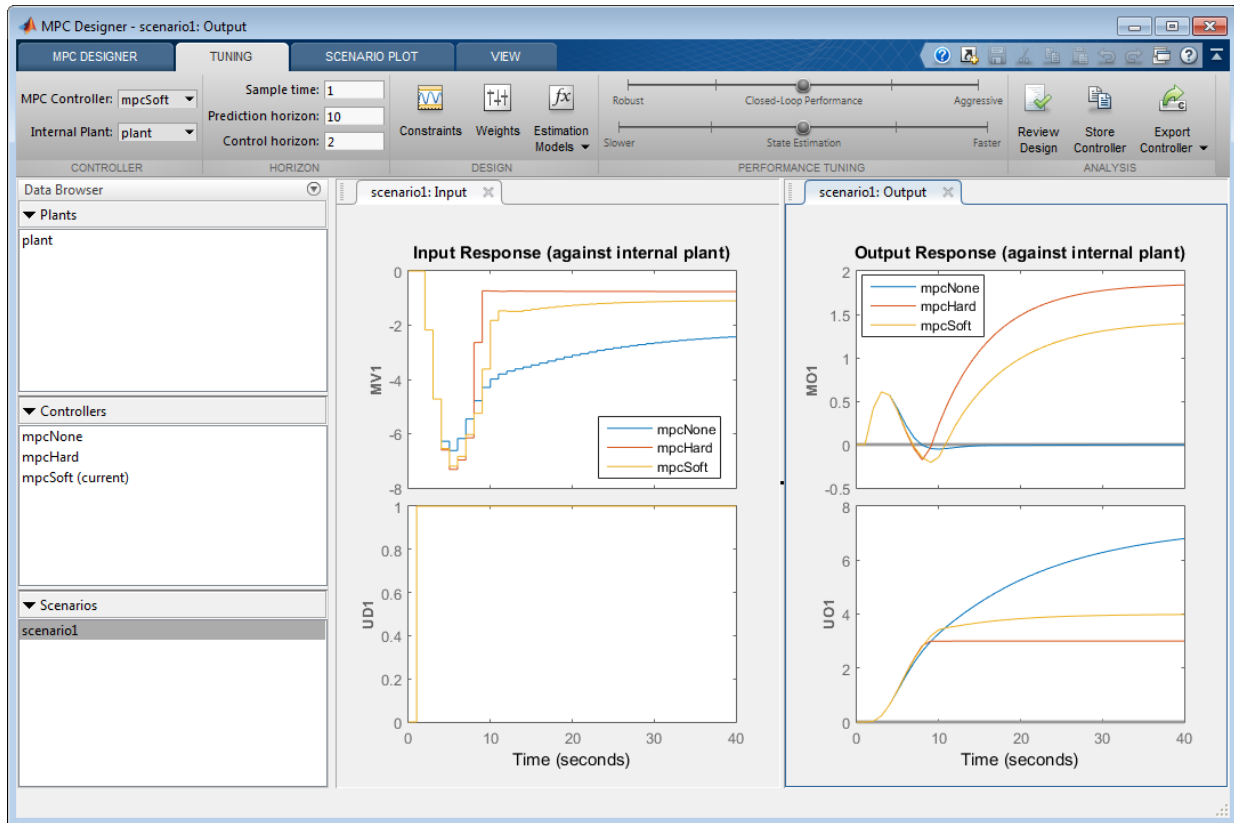 MPC Designer - scenario1: Output
MPC DESIGNER TUNING SCENARIO PLOT VIEW
MPC Controller: mpcSoft
Internal Plant: plant
CONTROLLER
Sample time: 1
Prediction horizon: 10
Control horizon: 2
HORIZON
Constraints Weights Estimation
Models
DESIGN
Robust Closed-Loop Performance Aggressive
Slower State Estimation Faster
PERFORMANCE TUNING
Review
Design
Store
Controller
Export
Controller
ANALYSIS
Data Browser
Plants
plant
Controllers
mpcNone
mpcHard
mpcSoft (current)
Scenarios
scenario1
scenario1: Input
Input Response (against internal plant)
0
-2
-4
-6
-8
MV1
mpcNone
mpcHard
mpcSoft
1
0.8
0.6
0.4
0.2
0
UD1
0 10 20 30 40
Time (seconds)
scenario1: Output
Output Response (against internal plant)
2
1.5
1
0.5
0
-0.5
MO1
mpcNone
mpcHard
mpcSoft
8
6
4
2
0
UO1
0 10 20 30 40
Time (seconds)